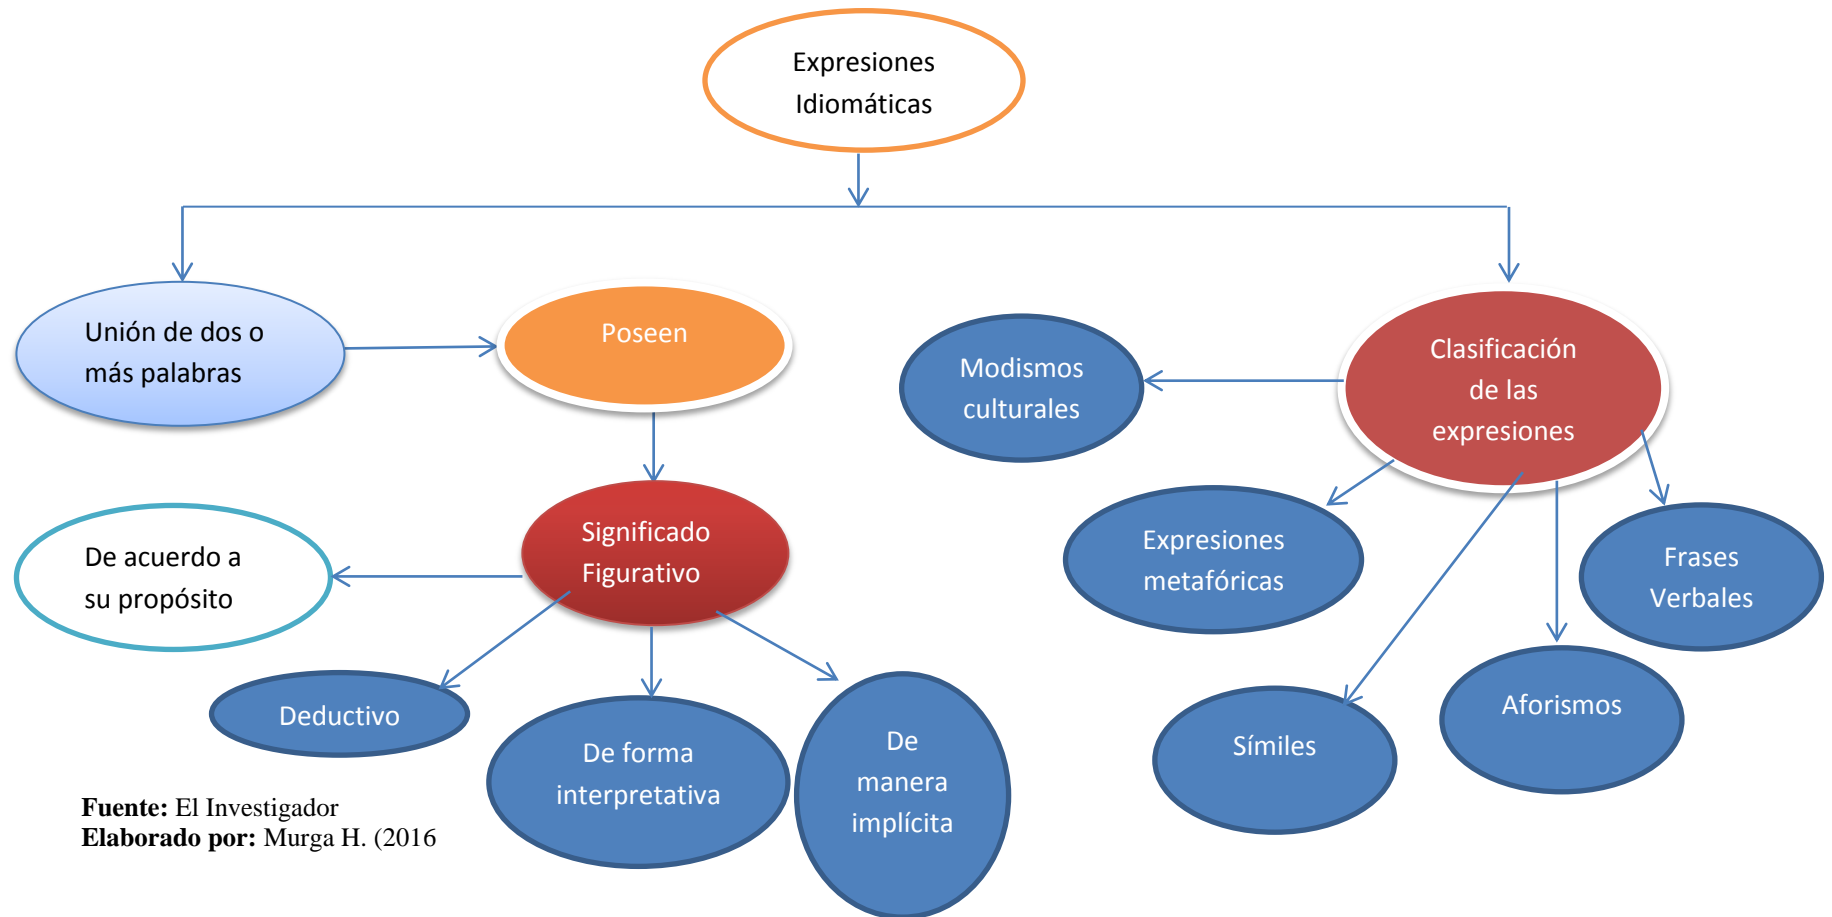 Expresiones
Idiomáticas
Unión de dos o
más palabras
Poseen
Modismos
culturales
Clasificación
de las
expresiones
De acuerdo a
su propósito
Significado
Figurativo
Expresiones
metafóricas
Frases
Verbales
Deductivo
De forma
interpretativa
De
manera
implícita
Símiles
Aforismos
Fuente: El Investigador
Elaborado por: Murga H. (2016